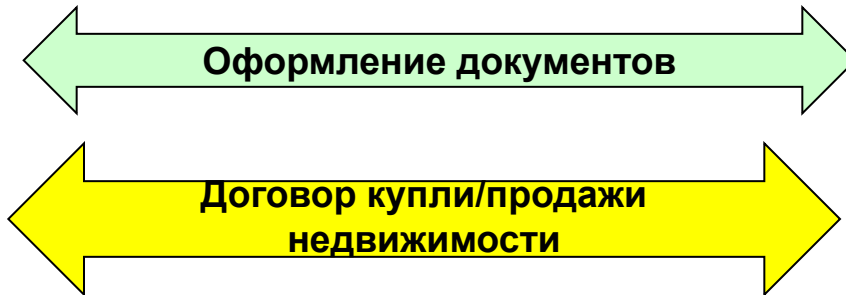 Оформление документов
Договор купли/продажи
недвижимости